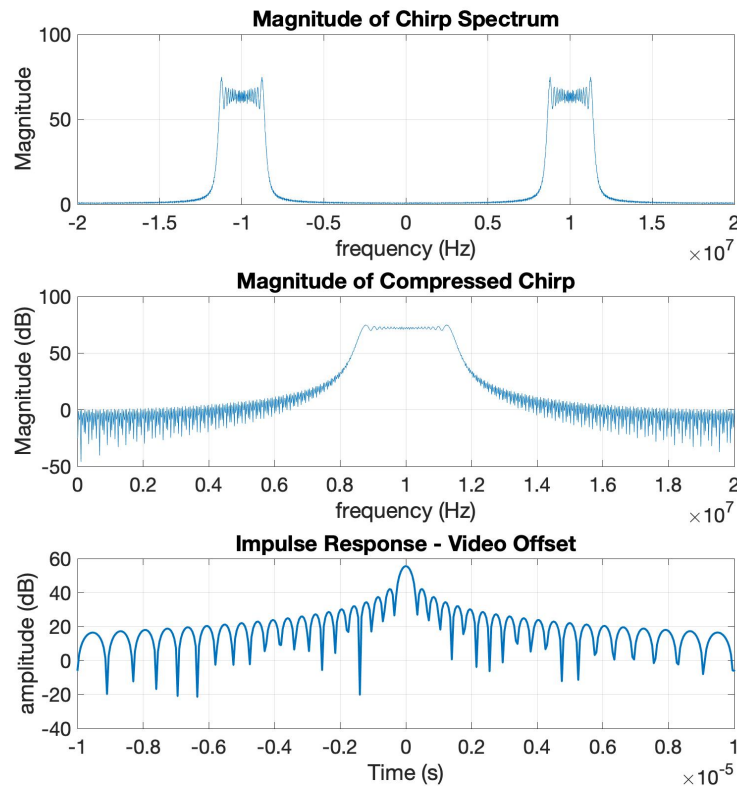 Magnitude of Chirp Spectrum
100
50
0
Magnitude
-2 -1.5 -1 -0.5 0 0.5 1 1.5 2
frequency (Hz)
×10^7
Magnitude of Compressed Chirp
100
50
0
-50
Magnitude (dB)
0 0.2 0.4 0.6 0.8 1 1.2 1.4 1.6 1.8 2
frequency (Hz)
×10^7
Impulse Response - Video Offset
60
40
20
0
-20
-40
amplitude (dB)
-1 -0.8 -0.6 -0.4 -0.2 0 0.2 0.4 0.6 0.8 1
Time (s)
×10^-5